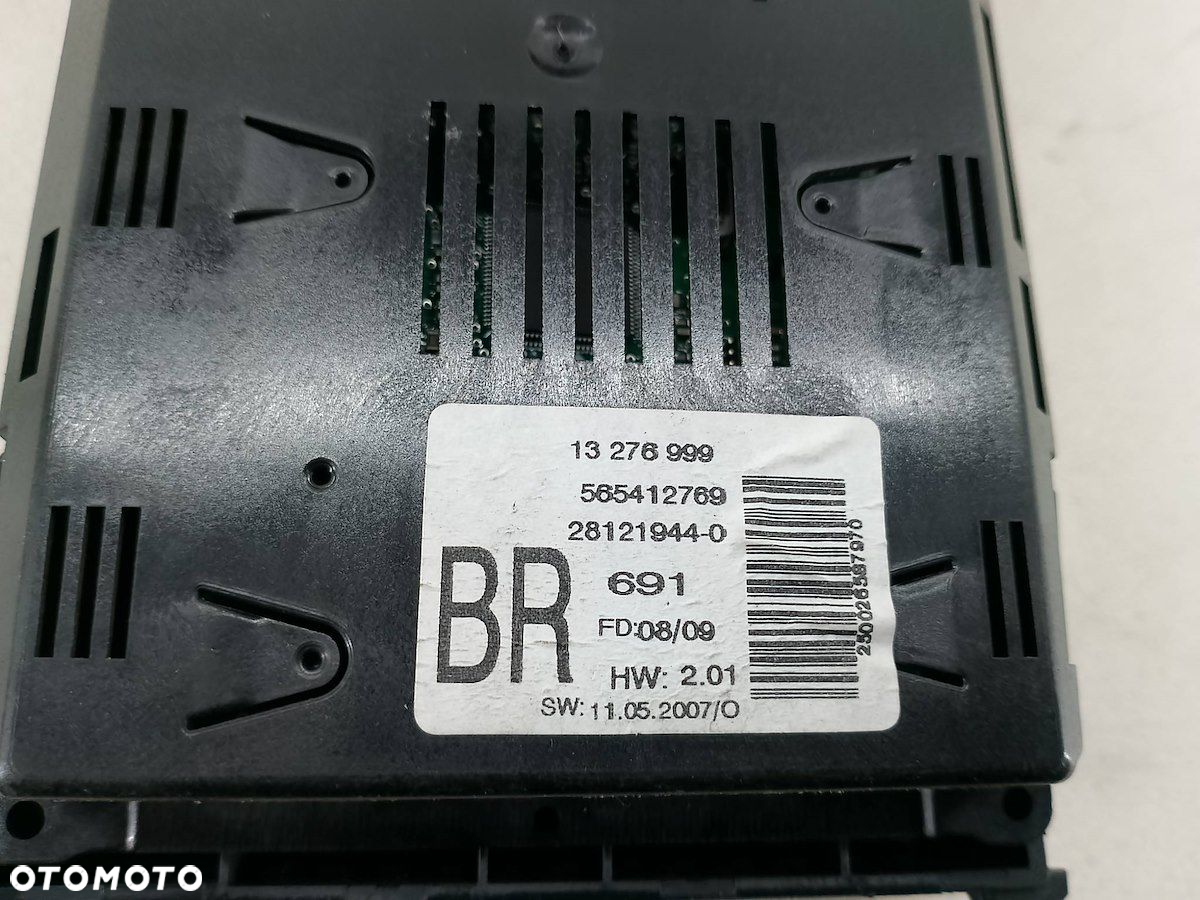 13 276 999
565412769
28121944-0
BR
691
FD:08/09
HW: 2.01
SW: 11.05.2007/O
250026587970
OTOMOTO